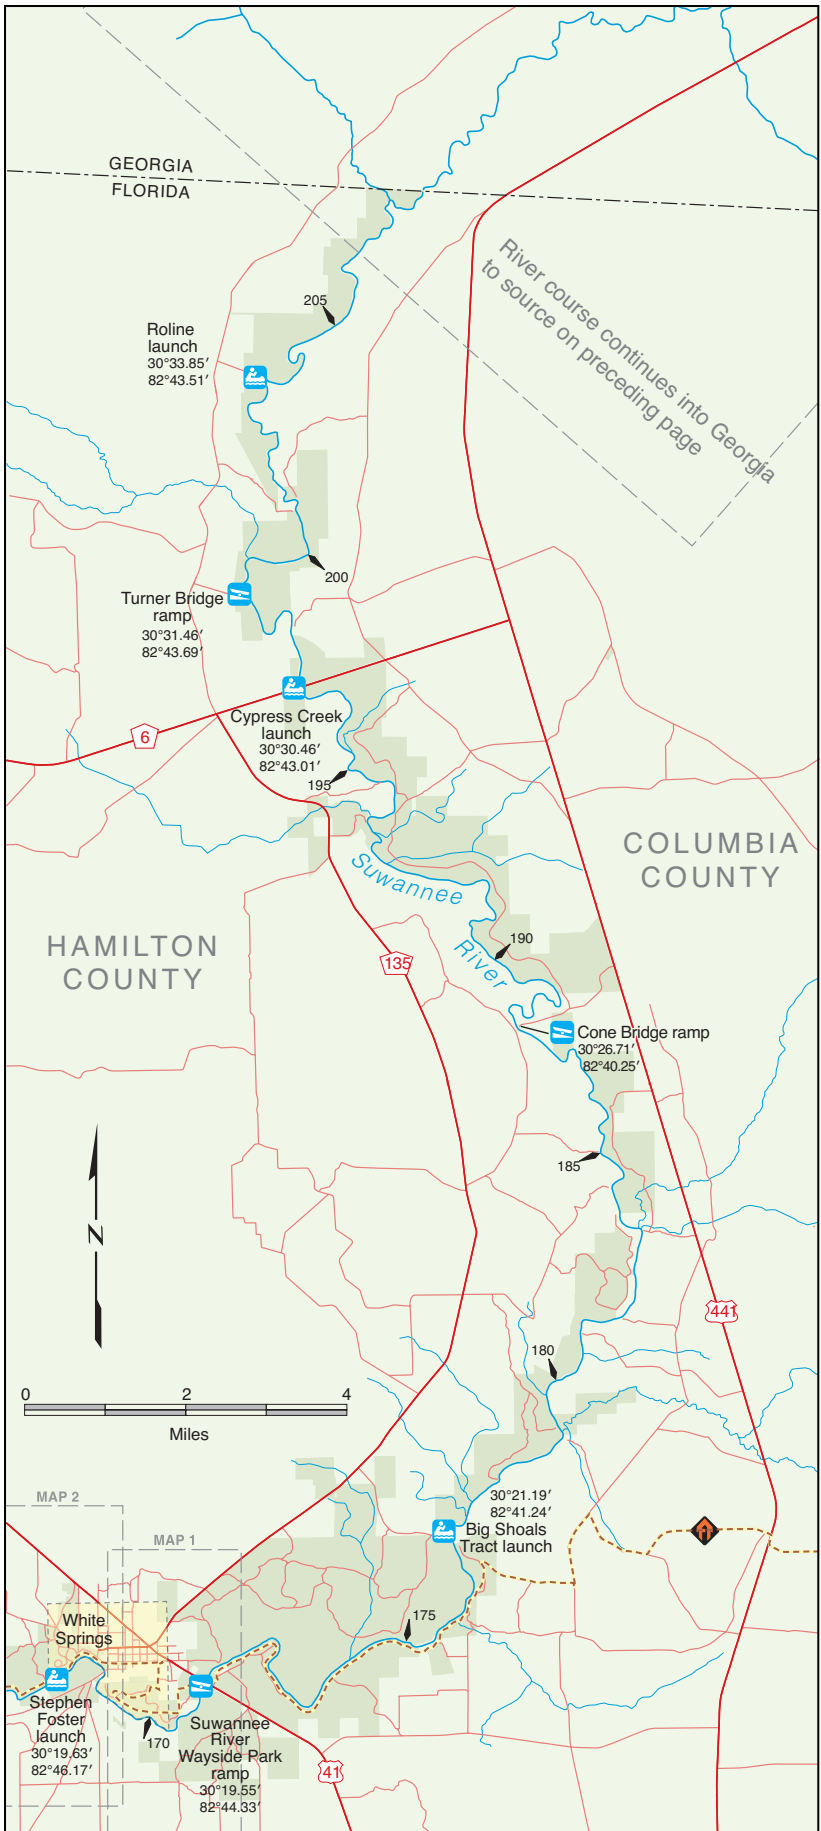 GEORGIA
FLORIDA
River course continues into Georgia
to source on preceding page
205
Roline
launch
30°33.85′
82°43.51′
200
Turner Bridge
ramp
30°31.46′
82°43.69′
6
Cypress Creek
launch
30°30.46′
82°43.01′
195
COLUMBIA
COUNTY
Suwannee
River
190
HAMILTON
COUNTY
135
Cone Bridge ramp
30°26.71′
82°40.25′
185
N
441
180
0 2 4
Miles
30°21.19′
82°41.24′
Big Shoals
Tract launch
MAP 2
MAP 1
175
White
Springs
Stephen
Foster
launch
30°19.63′
82°46.17′
170
Suwannee
River
Wayside Park
ramp
30°19.55′
82°44.33′
41